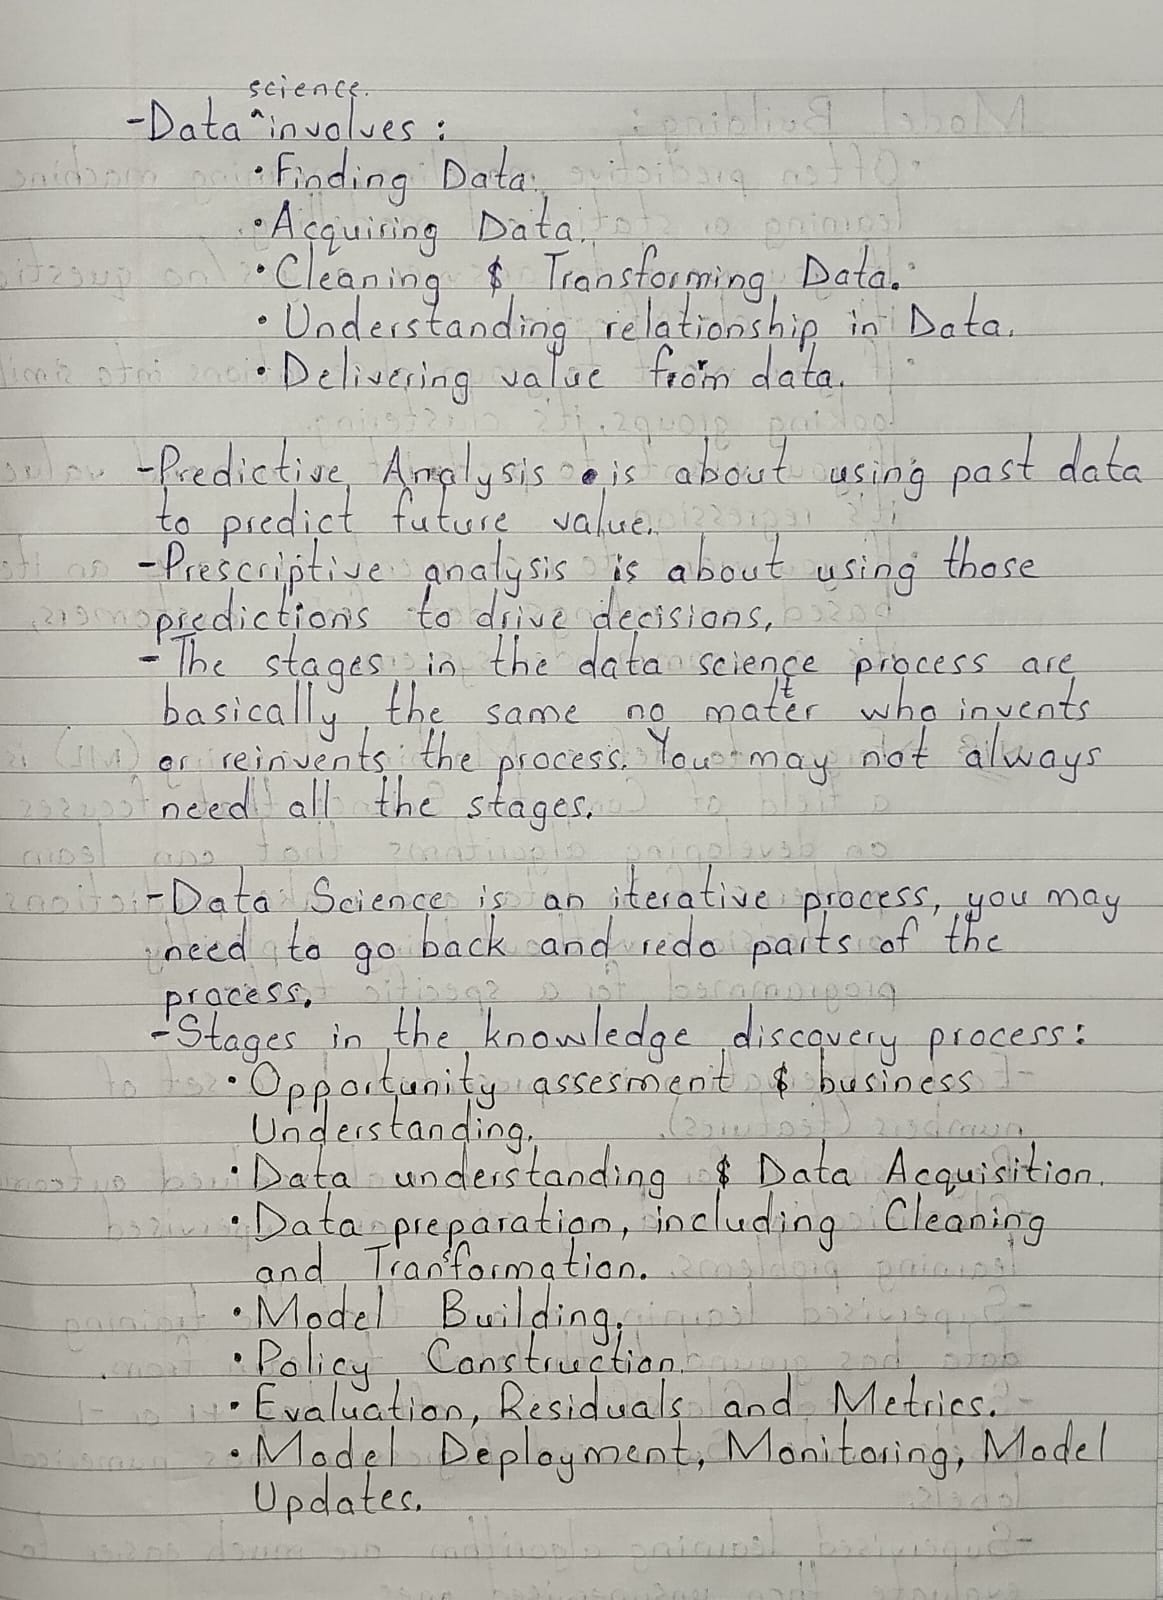 science.
-Data ^ involves :
• Finding Data.
• Acquiring Data.
• Cleaning & Transforming Data.
• Understanding relationship in Data.
• Delivering value from data.
-Predictive Analysis is about using past data
to predict future value.
-Prescriptive analysis is about using those
predictions to drive decisions.
- The stages in the data science process are
basically the same no matter who invents
or reinvents the process. You may not always
need all the stages.
-Data Science is an iterative process, you may
need to go back and redo parts of the
process.
-Stages in the knowledge discovery process:
• Opportunity assesment & business
Understanding.
• Data understanding & Data Acquisition.
• Data preparation, including Cleaning
and Transformation.
• Model Building.
• Policy Construction.
• Evaluation, Residuals and Metrics.
• Model Deployment, Monitoring, Model
Updates.